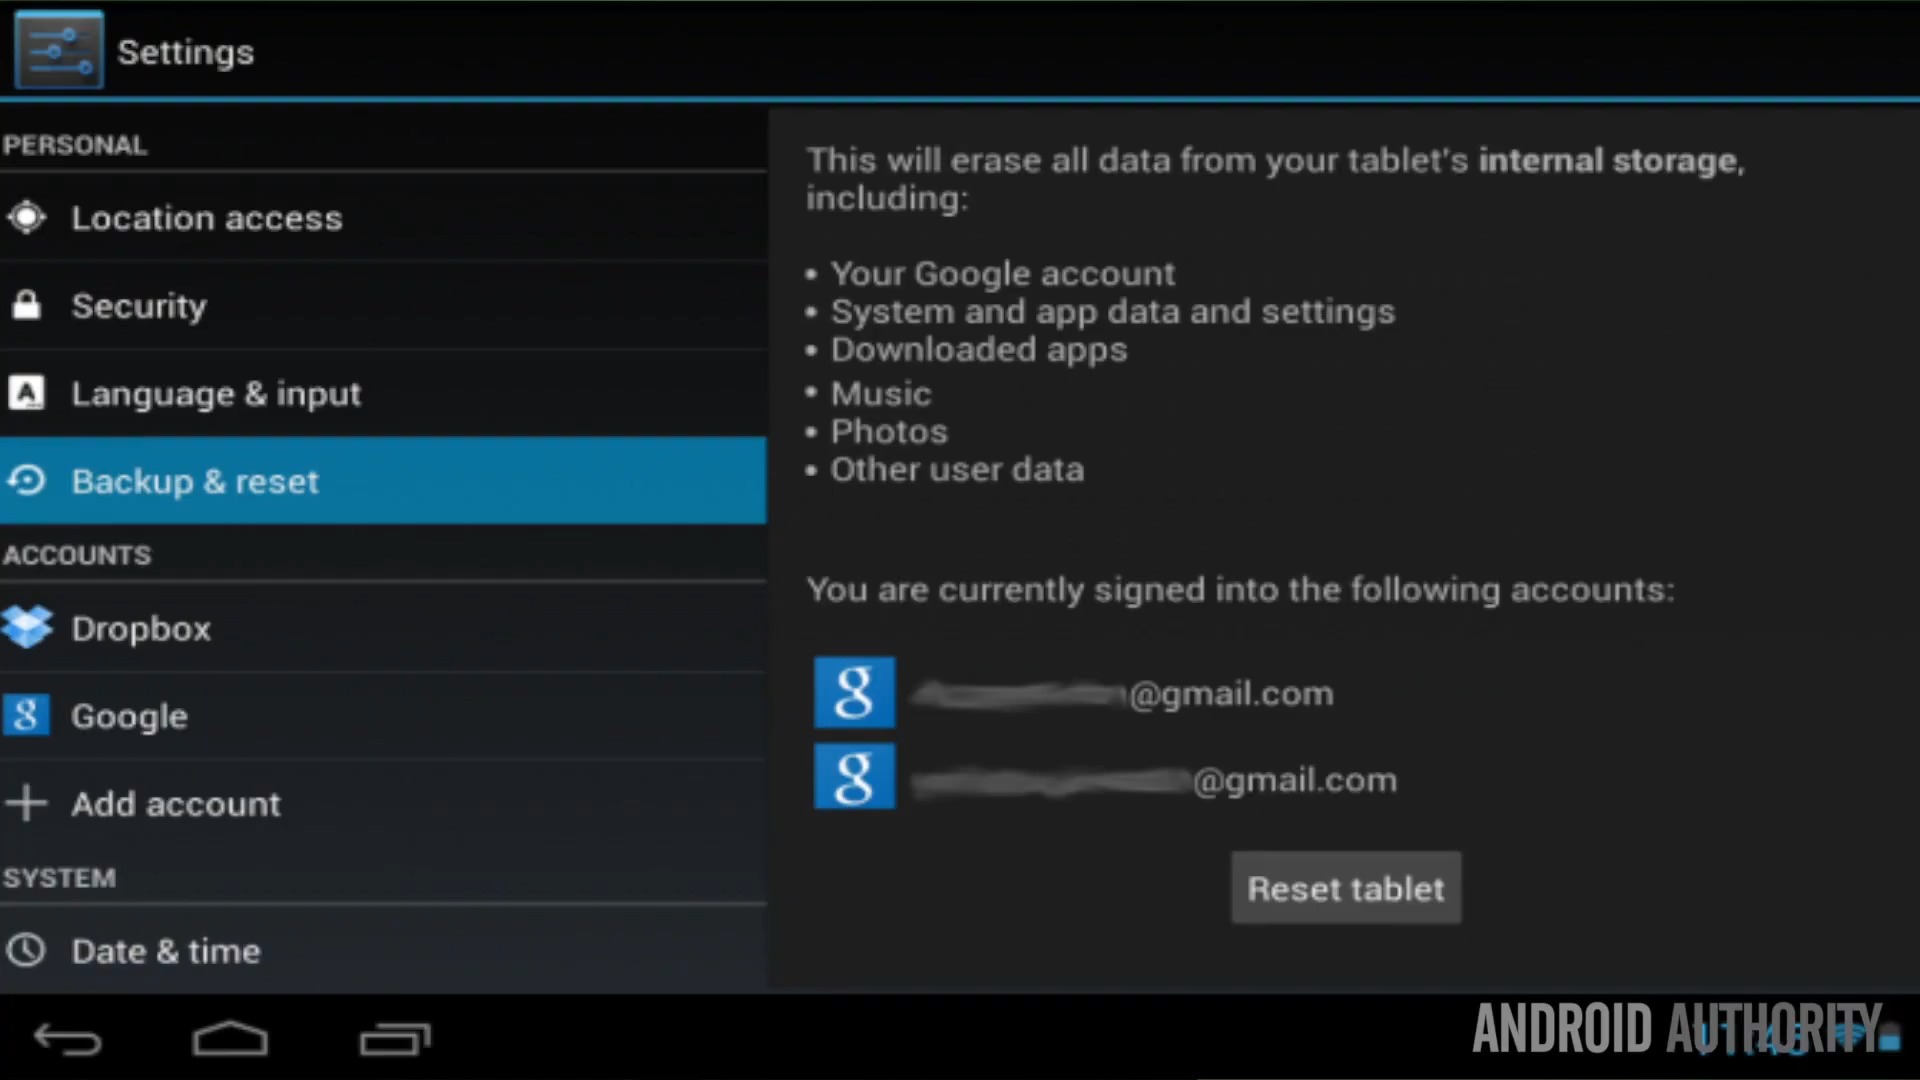 Settings
PERSONAL
Location access
Security
Language & input
Backup & reset
ACCOUNTS
Dropbox
Google
Add account
SYSTEM
Date & time
This will erase all data from your tablet's internal storage,
including:
• Your Google account
• System and app data and settings
• Downloaded apps
• Music
• Photos
• Other user data
You are currently signed into the following accounts:
@gmail.com
@gmail.com
Reset tablet
ANDROID AUTHORITY